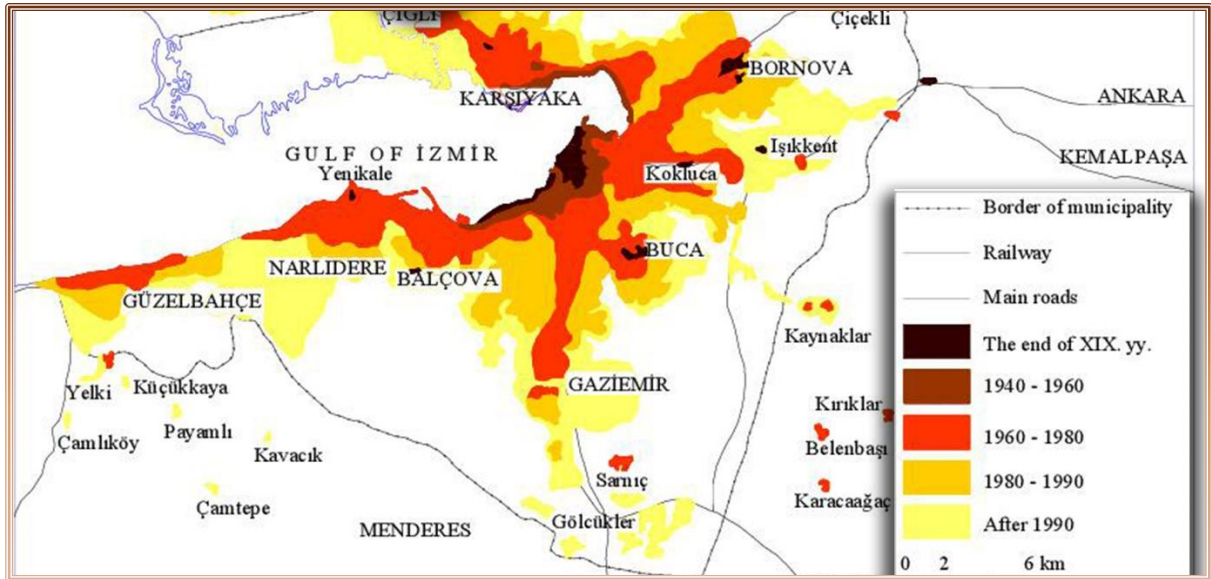 ÇİĞLİ
Çiçekli
BORNOVA
KARŞIYAKA
ANKARA
GULF OF İZMİR
Yenikale
Işıkkent
Kokluca
KEMALPAŞA
BUCA
NARLIDERE
BALÇOVA
GÜZELBAHÇE
Kaynaklar
Yelki
Küçükkaya
GAZİEMİR
Çamlıköy
Payamlı
Kavacık
Kırıklar
Belenbaşı
Sarnıç
Karacaağaç
Çamtepe
MENDERES
Gölcükler
Border of municipality
Railway
Main roads
The end of XIX. yy.
1940 - 1960
1960 - 1980
1980 - 1990
After 1990
0 2 6 km